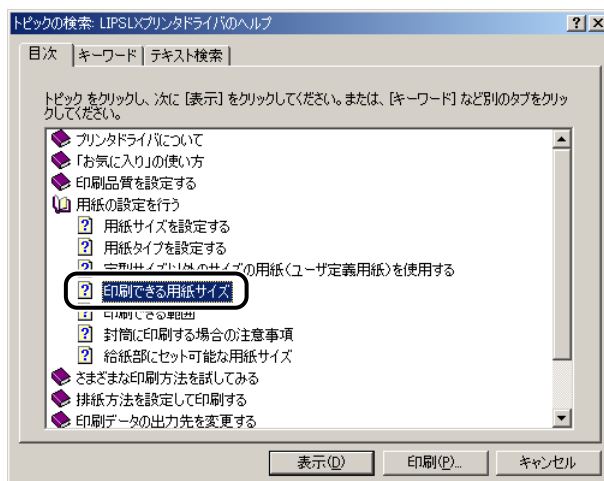 トピックの検索: LIPSLXプリンタドライバのヘルプ
目次 キーワード テキスト検索
トピック をクリックし、次に [表示] をクリックしてください。または、[キーワード] など別のタブをクリッ
クしてください。
プリンタドライバについて
「お気に入り」の使い方
印刷品質を設定する
用紙の設定を行う
用紙サイズを設定する
用紙タイプを設定する
定型サイズ以外のサイズの用紙(ユーザ定義用紙)を使用する
印刷できる用紙サイズ
印刷できる範囲
封筒に印刷する場合の注意事項
給紙部にセット可能な用紙サイズ
さまざまな印刷方法を試してみる
排紙方法を設定して印刷する
印刷データの出力先を変更する
表示(D) 印刷(P)... キャンセル